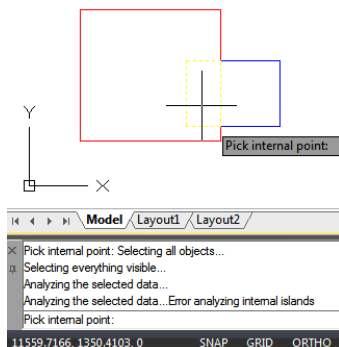 Pick internal point:
Y
X
Model Layout1 Layout2
Pick internal point: Selecting all objects...
Selecting everything visible...
Analyzing the selected data...
Analyzing the selected data...Error analyzing internal islands
Pick internal point:
11559.7166, 1350.4103, 0 SNAP GRID ORTHO